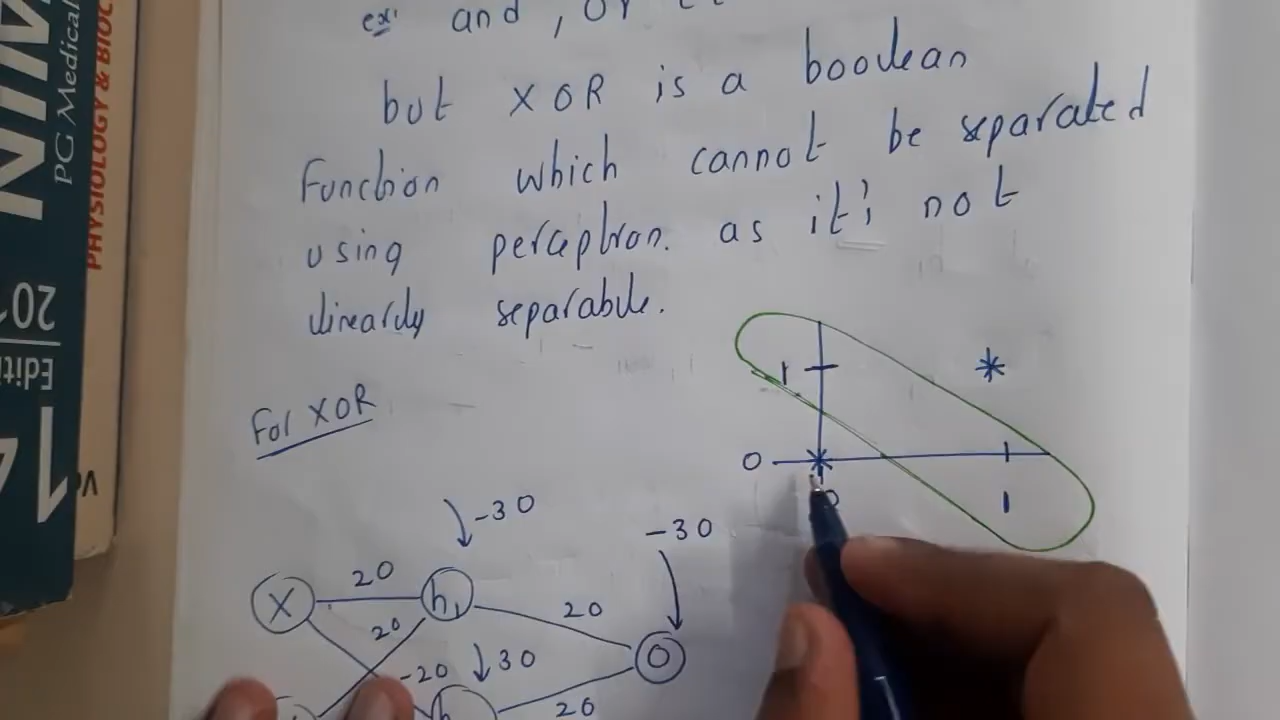 NIM
PG Medical
PHYSIOLOGY & BIOC
Editi
ex: and, or
but XOR is a boolean
function which cannot be separated
using perceptron. as it's not
linearly separable.
For XOR
1
0
0
1
-30
-30
X
20
h1
20
20
O
-20
30
20
h